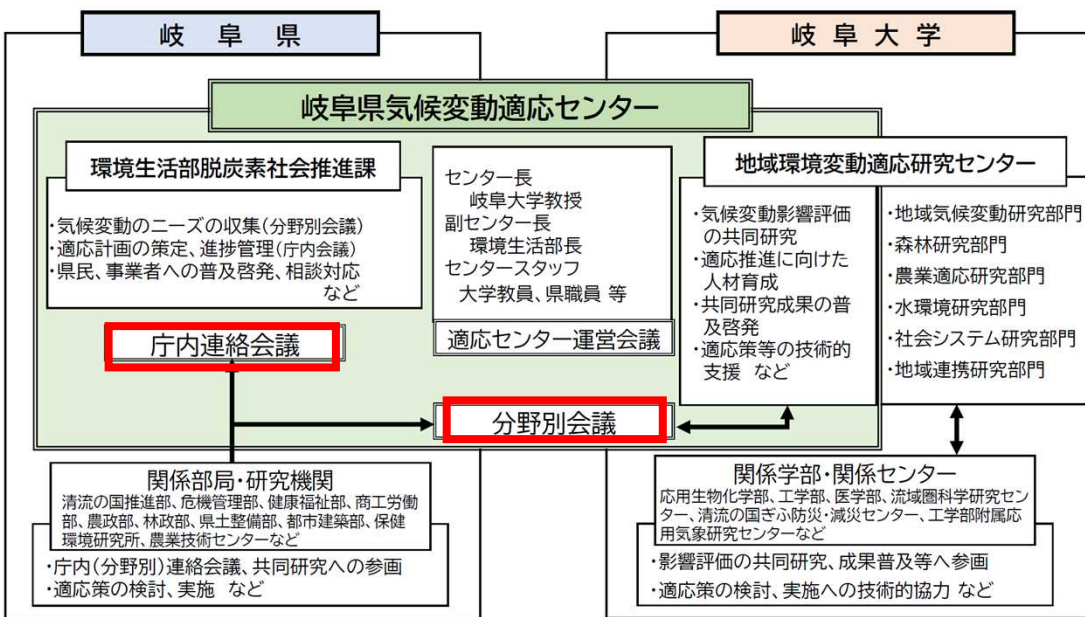 岐阜県
岐阜大学
岐阜県気候変動適応センター
環境生活部脱炭素社会推進課
・気候変動のニーズの収集(分野別会議)
・適応計画の策定、進捗管理(庁内会議)
・県民、事業者への普及啓発、相談対応
など
庁内連絡会議
センター長
岐阜大学教授
副センター長
環境生活部長
センタースタッフ
大学教員、県職員 等
適応センター運営会議
分野別会議
地域環境変動適応研究センター
・気候変動影響評価
の共同研究
・適応推進に向けた
人材育成
・共同研究成果の普
及啓発
・適応策等の技術的
支援 など
・地域気候変動研究部門
・森林研究部門
・農業適応研究部門
・水環境研究部門
・社会システム研究部門
・地域連携研究部門
関係部局・研究機関
清流の国推進部、危機管理部、健康福祉部、商工労働
部、農政部、林政部、県土整備部、都市建築部、保健
環境研究所、農業技術センターなど
・庁内(分野別)連絡会議、共同研究への参画
・適応策の検討、実施 など
関係学部・関係センター
応用生物化学部、工学部、医学部、流域圏科学研究セン
ター、清流の国ぎふ防災・減災センター、工学部附属応
用気象研究センターなど
・影響評価の共同研究、成果普及等へ参画
・適応策の検討、実施への技術的協力 など